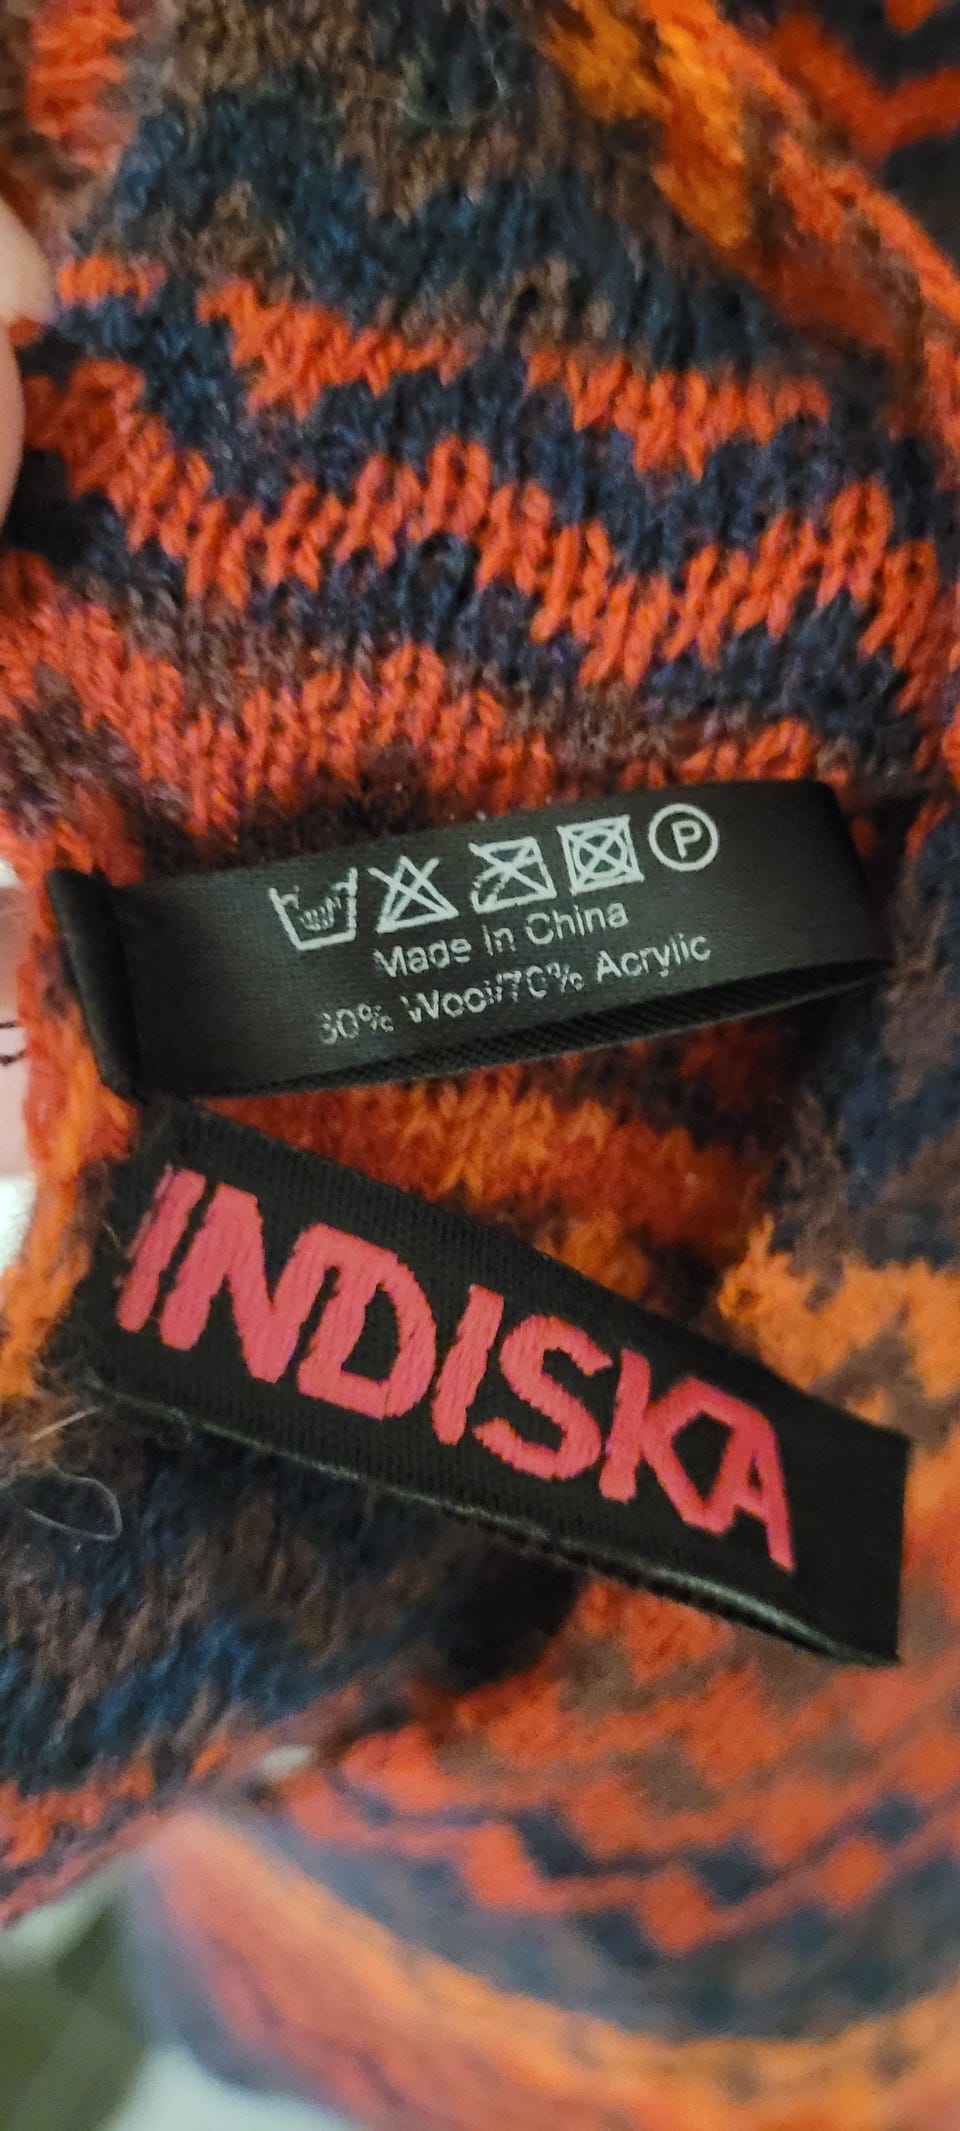 P
Made In China
30% Wool/70% Acrylic
INDISKA